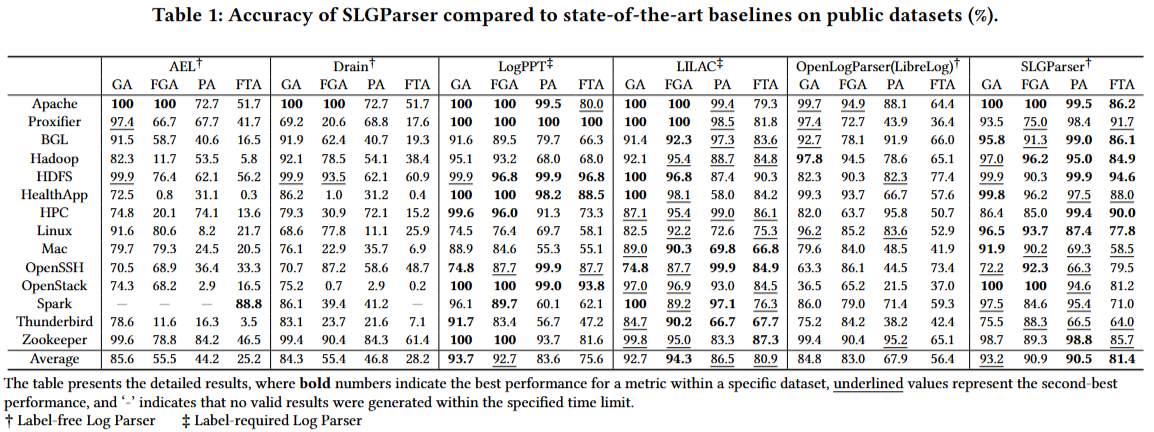 Table 1: Accuracy of SLGParser compared to state-of-the-art baselines on public datasets (%).
AEL† Drain† LogPPT‡ LILAC‡ OpenLogParser(LibreLog)† SLGParser†
GA FGA PA FTA GA FGA PA FTA GA FGA PA FTA GA FGA PA FTA GA FGA PA FTA GA FGA PA FTA
Apache 100 100 72.7 51.7 100 100 72.7 51.7 100 100 99.5 80.0 100 100 99.4 79.3 99.7 94.9 88.1 64.4 100 100 99.5 86.2
Proxifier 97.4 66.7 67.7 41.7 69.2 20.6 68.8 17.6 100 100 100 100 100 100 98.5 81.8 97.4 72.7 43.9 36.4 93.5 75.0 98.4 91.7
BGL 91.5 58.7 40.6 16.5 91.9 62.4 40.7 19.3 91.6 89.5 79.7 66.3 91.4 92.3 97.3 83.6 92.7 78.1 91.9 66.0 95.8 91.3 99.0 86.1
Hadoop 82.3 11.7 53.5 5.8 92.1 78.5 54.1 38.4 95.1 93.2 68.0 68.0 92.1 95.4 88.7 84.8 97.8 94.5 78.6 65.1 97.0 96.2 95.0 84.9
HDFS 99.9 76.4 62.1 56.2 99.9 93.5 62.1 60.9 99.9 96.8 99.9 96.8 100 96.8 87.4 90.3 82.3 90.3 82.3 77.4 99.9 90.3 99.9 94.6
HealthApp 72.5 0.8 31.1 0.3 86.2 1.0 31.2 0.4 100 100 98.2 88.5 100 98.1 58.0 84.2 99.3 93.7 66.7 57.6 99.8 96.2 97.5 88.0
HPC 74.8 20.1 74.1 13.6 79.3 30.9 72.1 15.2 99.6 96.0 91.3 73.3 87.1 95.4 99.0 86.1 82.0 63.7 95.8 50.7 86.4 85.0 99.4 90.0
Linux 91.6 80.6 8.2 21.7 68.6 77.8 11.1 25.9 74.5 76.4 69.7 58.1 82.5 92.2 72.6 75.3 96.2 85.2 83.6 52.9 96.5 93.7 87.4 77.8
Mac 79.7 79.3 24.5 20.5 76.1 22.9 35.7 6.9 88.9 84.6 55.3 55.1 89.0 90.3 69.8 66.8 79.6 84.0 48.5 41.9 91.9 90.2 69.3 58.5
OpenSSH 70.5 68.9 36.4 33.3 70.7 87.2 58.6 48.7 74.8 87.7 99.9 87.7 74.8 87.7 99.9 84.9 63.3 86.1 44.5 73.4 72.2 92.3 66.3 79.5
OpenStack 74.3 68.2 2.9 16.5 75.2 0.7 2.9 0.2 100 100 99.0 93.8 97.0 96.9 93.0 84.5 36.5 65.2 21.5 37.0 100 100 94.6 81.2
Spark — — — 88.8 86.1 39.4 41.2 — 96.1 89.7 60.1 62.1 100 89.2 97.1 76.3 86.0 79.0 71.4 59.3 97.5 84.6 95.4 71.0
Thunderbird 78.6 11.6 16.3 3.5 83.1 23.7 21.6 7.1 91.7 83.4 56.7 47.2 84.7 90.2 66.7 67.7 75.2 84.2 38.2 42.4 75.5 88.3 66.5 64.0
Zookeeper 99.6 78.8 84.2 46.5 99.4 90.4 84.3 61.4 100 100 93.7 81.6 99.8 95.0 83.3 87.3 99.4 90.4 95.2 65.1 98.7 89.3 98.8 85.7
Average 85.6 55.5 44.2 25.2 84.3 55.4 46.8 28.2 93.7 92.7 83.6 75.6 92.7 94.3 86.5 80.9 84.8 83.0 67.9 56.4 93.2 90.9 90.5 81.4
The table presents the detailed results, where bold numbers indicate the best performance for a metric within a specific dataset, underlined values represent the second-best
performance, and ‘-’ indicates that no valid results were generated within the specified time limit.
† Label-free Log Parser ‡ Label-required Log Parser